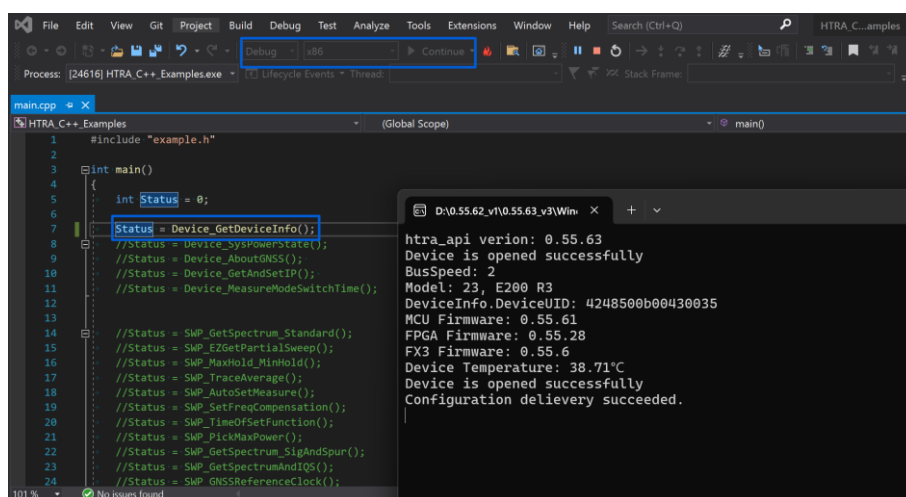 File Edit View Git Project Build Debug Test Analyze Tools Extensions Window Help Search (Ctrl+Q) HTRA_C...amples
Debug x86 Continue
Process: [24616] HTRA_C++_Examples.exe Lifecycle Events Thread: Stack Frame:
main.cpp
HTRA_C++_Examples (Global Scope) main()
1 #include "example.h"
2
3 int main()
4 {
5 int Status = 0;
6
7 Status = Device_GetDeviceInfo();
8 //Status = Device_SysPowerState();
9 //Status = Device_AboutGNSS();
10 //Status = Device_GetAndSetIP();
11 //Status = Device_MeasureModeSwitchTime();
12
13
14 //Status = SWP_GetSpectrum_Standard();
15 //Status = SWP_EZGetPartialSweep();
16 //Status = SWP_MaxHold_MinHold();
17 //Status = SWP_TraceAverage();
18 //Status = SWP_AutoSetMeasure();
19 //Status = SWP_SetFreqCompensation();
20 //Status = SWP_TimeOfSetFunction();
21 //Status = SWP_PickMaxPower();
22 //Status = SWP_GetSpectrum_SigAndSpur();
23 //Status = SWP_GetSpectrumAndIQS();
24 //Status = SWP_GNSSReferenceClock();
101 % No issues found
D:\0.55.62_v1\0.55.63_v3\Win
htra_api verion: 0.55.63
Device is opened successfully
BusSpeed: 2
Model: 23, E200 R3
DeviceInfo.DeviceUID: 4248500b00430035
MCU Firmware: 0.55.61
FPGA Firmware: 0.55.28
FX3 Firmware: 0.55.6
Device Temperature: 38.71°C
Device is opened successfully
Configuration delievery succeeded.